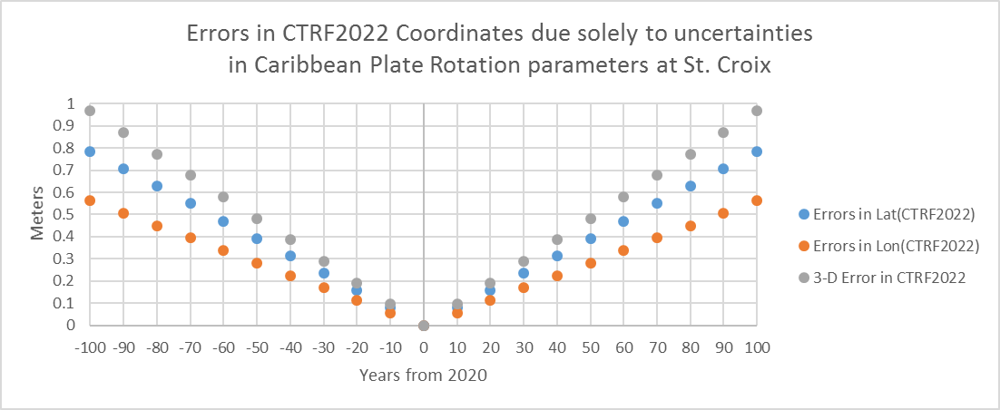 Errors in CTRF2022 Coordinates due solely to uncertainties
in Caribbean Plate Rotation parameters at St. Croix
1
0.9
0.8
0.7
0.6
0.5
0.4
0.3
0.2
0.1
0
Meters
-100 -90 -80 -70 -60 -50 -40 -30 -20 -10 0 10 20 30 40 50 60 70 80 90 100
Years from 2020
Errors in Lat(CTRF2022)
Errors in Lon(CTRF2022)
3-D Error in CTRF2022